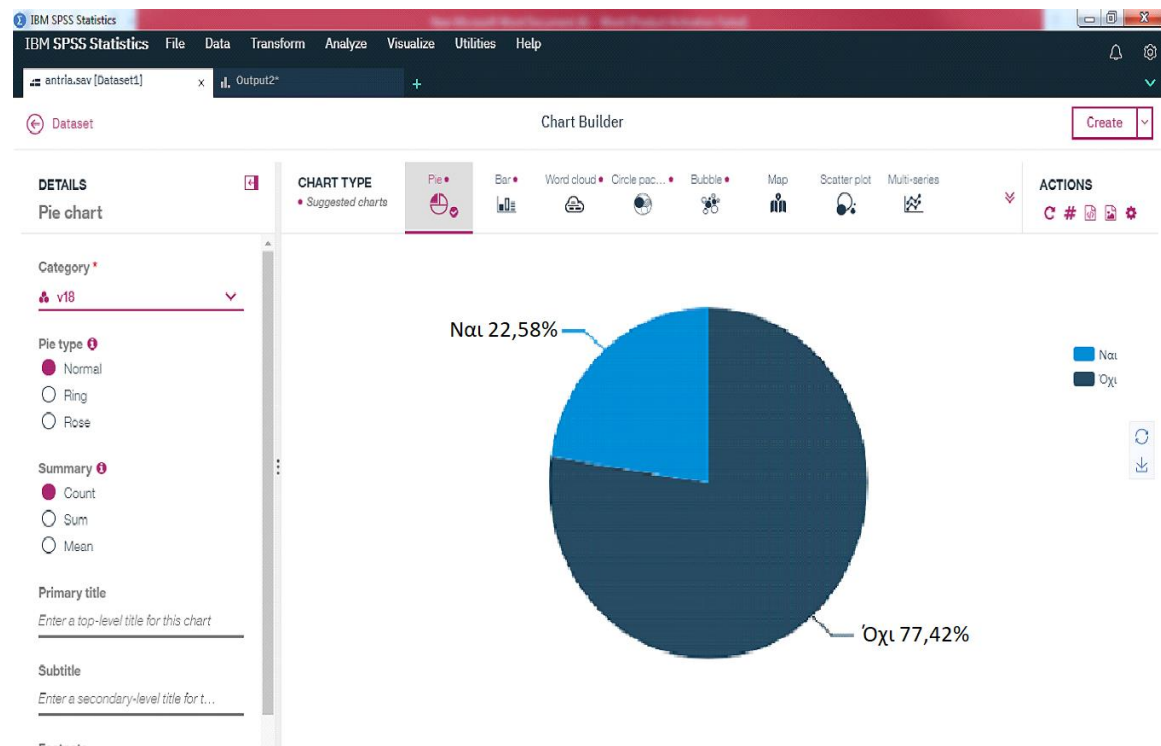 IBM SPSS Statistics
IBM SPSS Statistics File Data Transform Analyze Visualize Utilities Help
antria.sav [Dataset1] x Output2* +
Dataset
Chart Builder
Create
DETAILS
Pie chart
CHART TYPE
• Suggested charts
Pie •
Bar •
Word cloud •
Circle pac... •
Bubble •
Map
Scatter plot
Multi-series
ACTIONS
Category *
v18
Pie type
Normal
Ring
Rose
Summary
Count
Sum
Mean
Primary title
Enter a top-level title for this chart
Subtitle
Enter a secondary-level title for t...
Ναι 22,58%
Όχι 77,42%
Ναι
Όχι